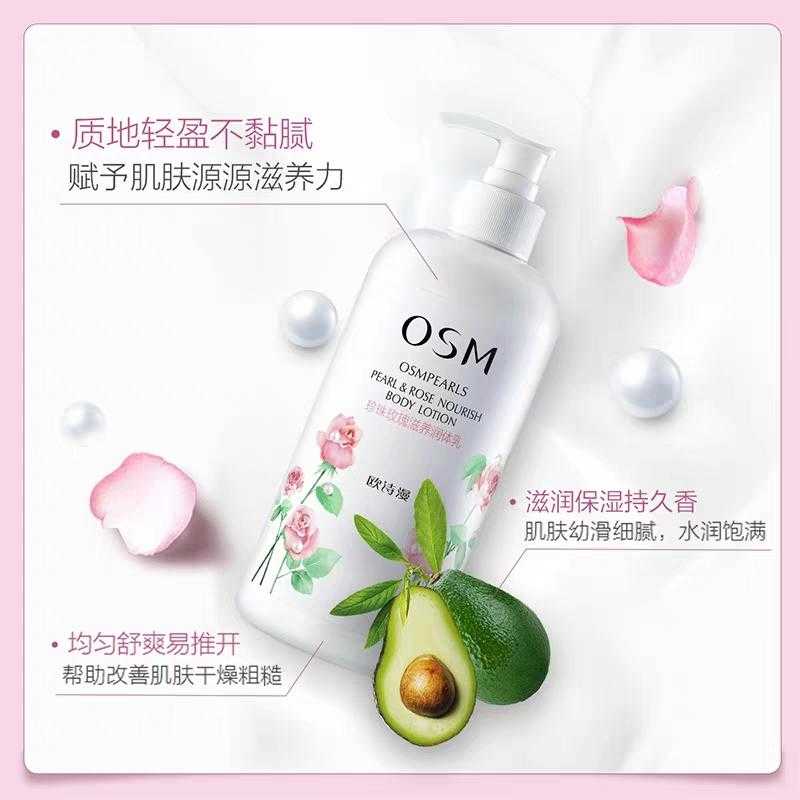 质地轻盈不黏腻
赋予肌肤源源滋养力
OSM
OSMPEARLS
PEARL & ROSE NOURISH
BODY LOTION
珍珠玫瑰滋养润体乳
欧诗漫
滋润保湿持久香
肌肤幼滑细腻，水润饱满
均匀舒爽易推开
帮助改善肌肤干燥粗糙